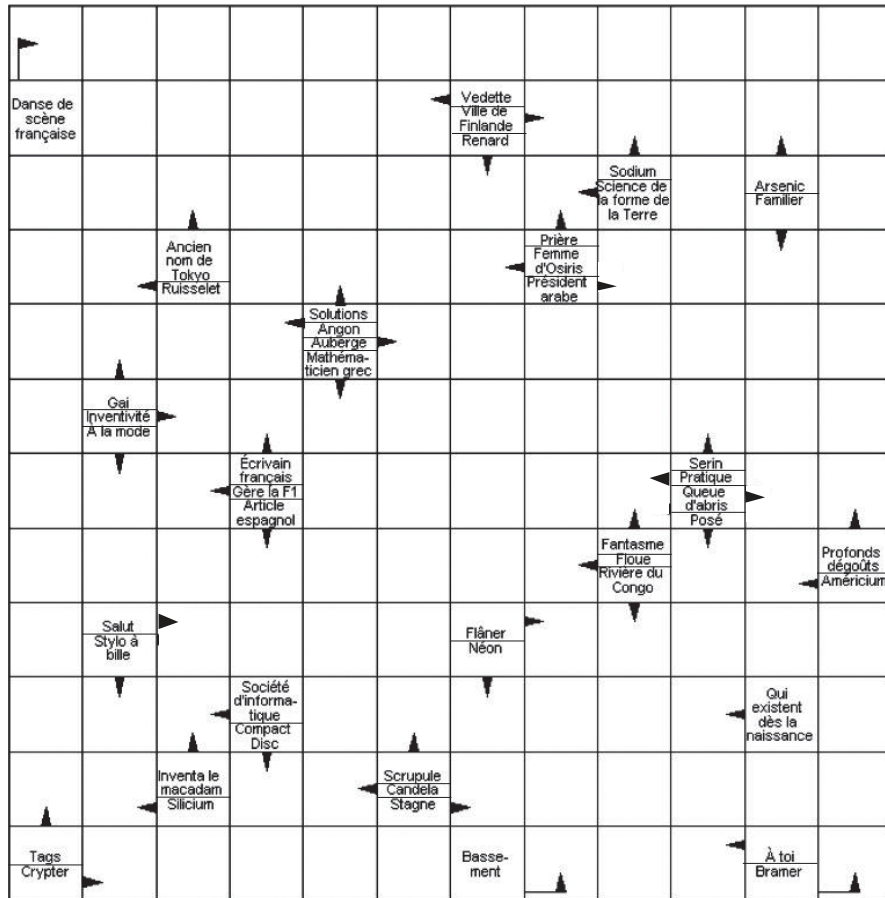 Danse de
scène
française
Vedette
Ville de
Finlande
Renard
Sodium
Science de
la forme de
la Terre
Arsenic
Familier
Ancien
nom de
Tokyo
Ruisselet
Prière
Femme
d'Osiris
Président
arabe
Solutions
Angon
Auberge
Mathéma-
ticien grec
Gai
Inventivité
À la mode
Écrivain
français
Gère la F1
Article
espagnol
Serin
Pratique
Queue
d'abris
Posé
Fantasme
Floue
Rivière du
Congo
Profonds
dégoûts
Américium
Salut
Stylo à
bille
Flâner
Néon
Société
d'informa-
tique
Compact
Disc
Qui
existent
dès la
naissance
Inventa le
macadam
Silicium
Scrupule
Candela
Stagne
Tags
Crypter
Basse-
ment
À toi
Bramer